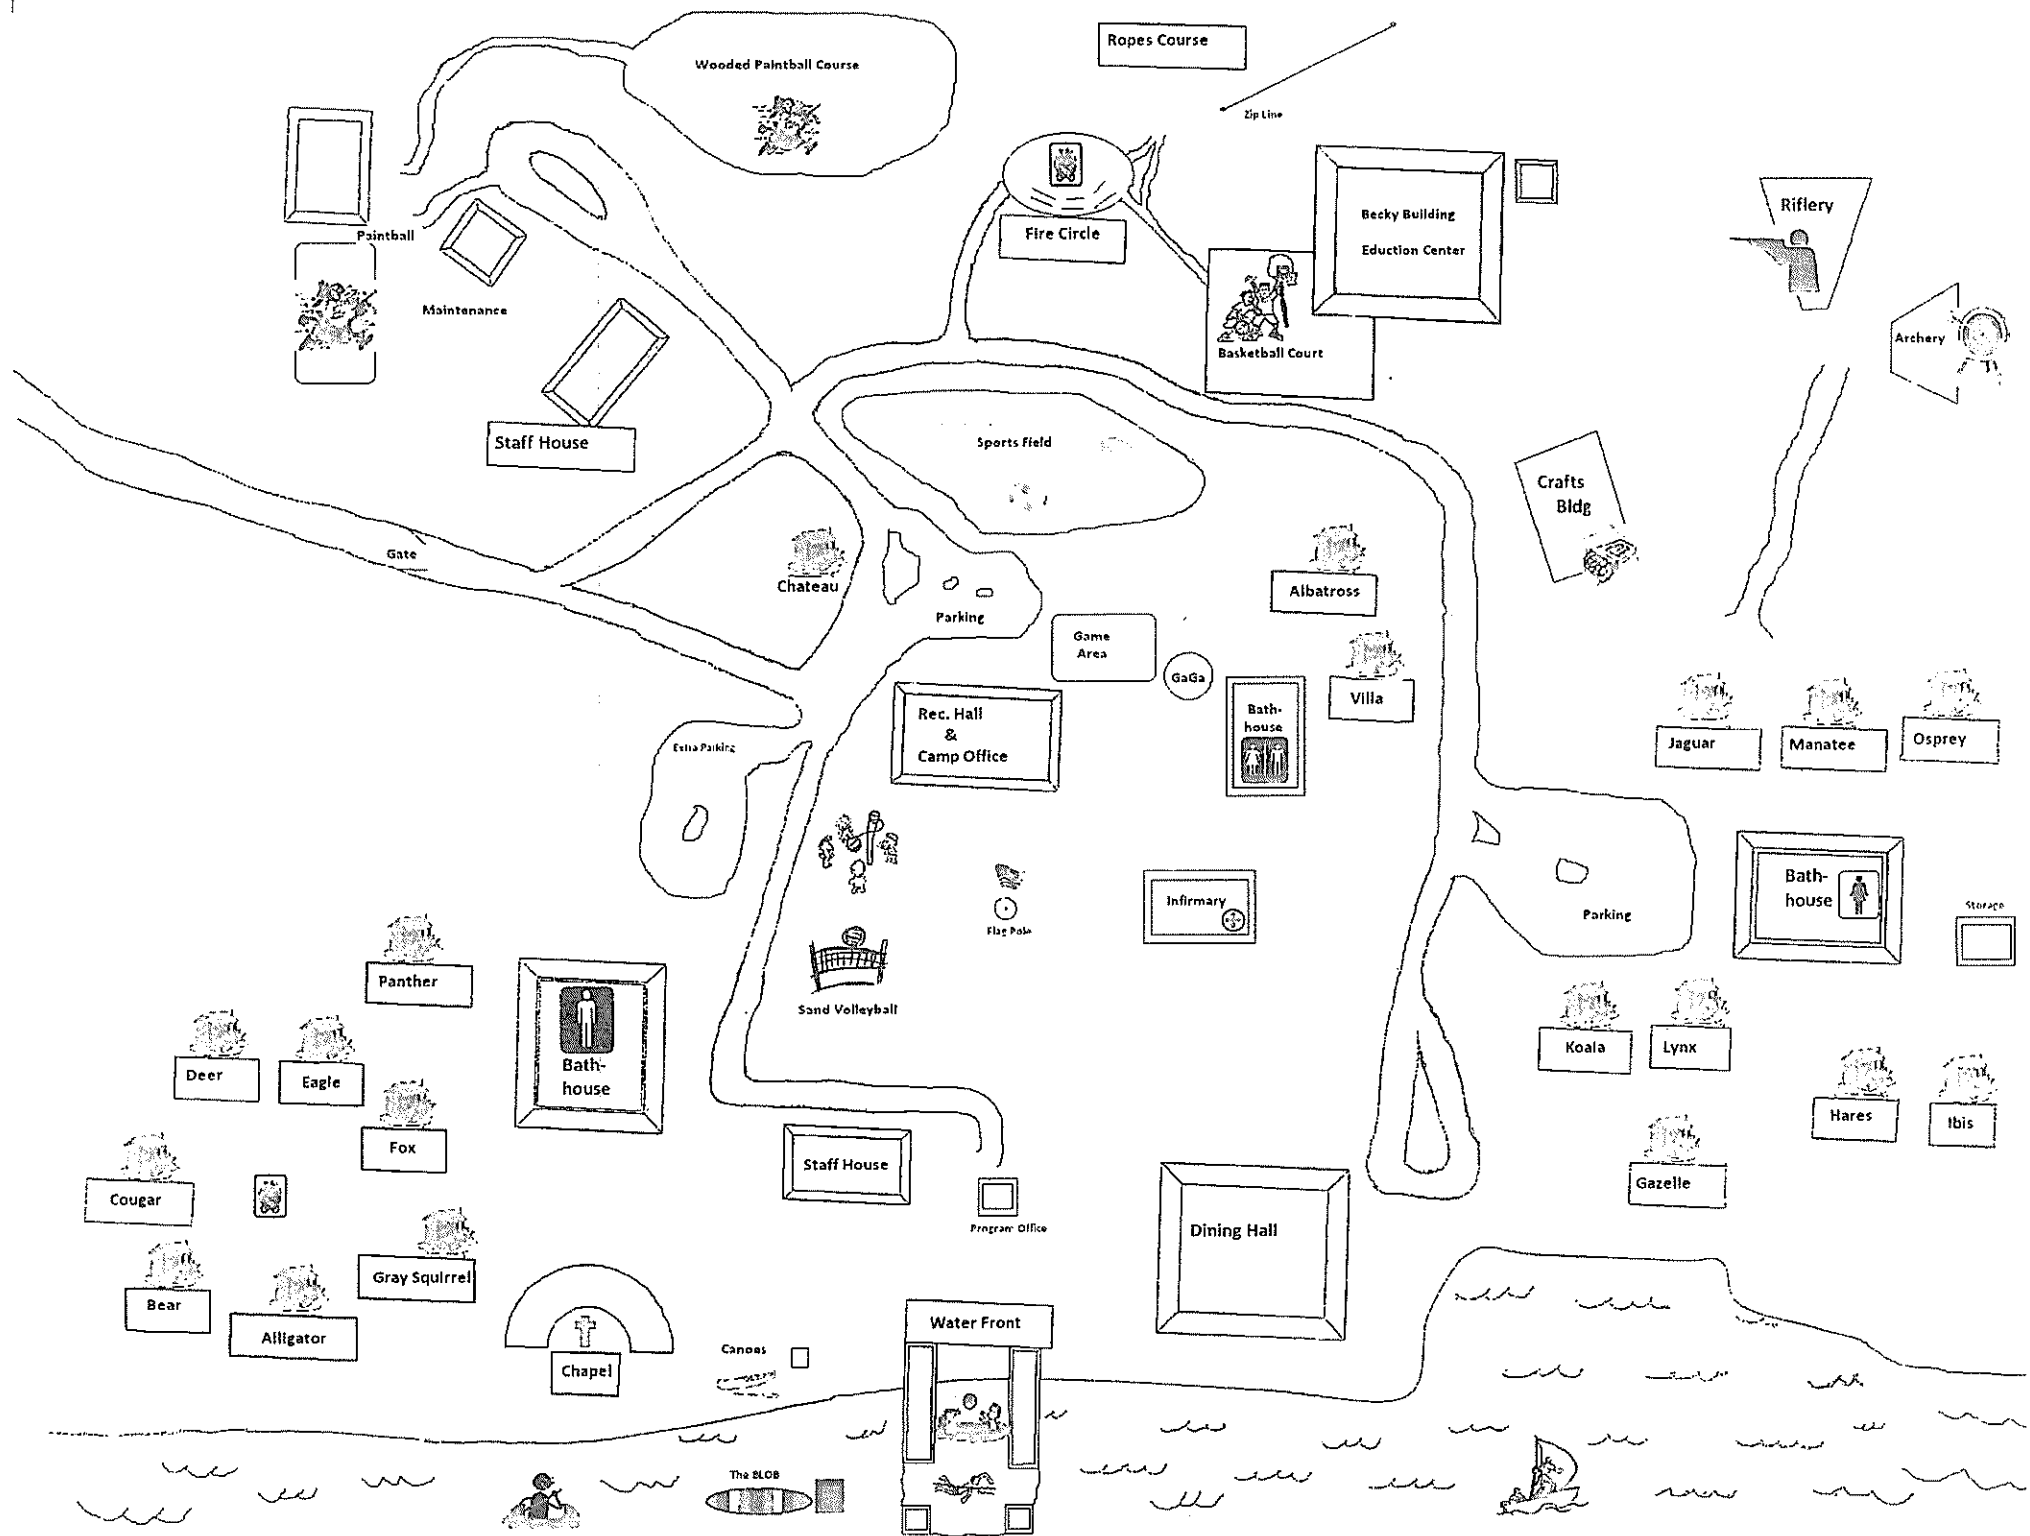 Ropes Course
Wooded Paintball Course
Zip Line
Riflery
Becky Building
Eduction Center
Fire Circle
Paintball
Maintenance
Archery
Basketball Court
Staff House
Sports Field
Crafts
Bldg
Gate
Chateau
Albatross
Parking
Game
Area
GaGa
Villa
Bath-
house
Rec. Hall
&
Camp Office
Extra Parking
Jaguar
Manatee
Osprey
Bath-
house
Storage
Infirmary
Parking
Flag Pole
Panther
Sand Volleyball
Deer
Eagle
Bath-
house
Koala
Lynx
Fox
Hares
Ibis
Staff House
Cougar
Gazelle
Program Office
Dining Hall
Gray Squirrel
Bear
Alligator
Water Front
Canoes
Chapel
The BLOB